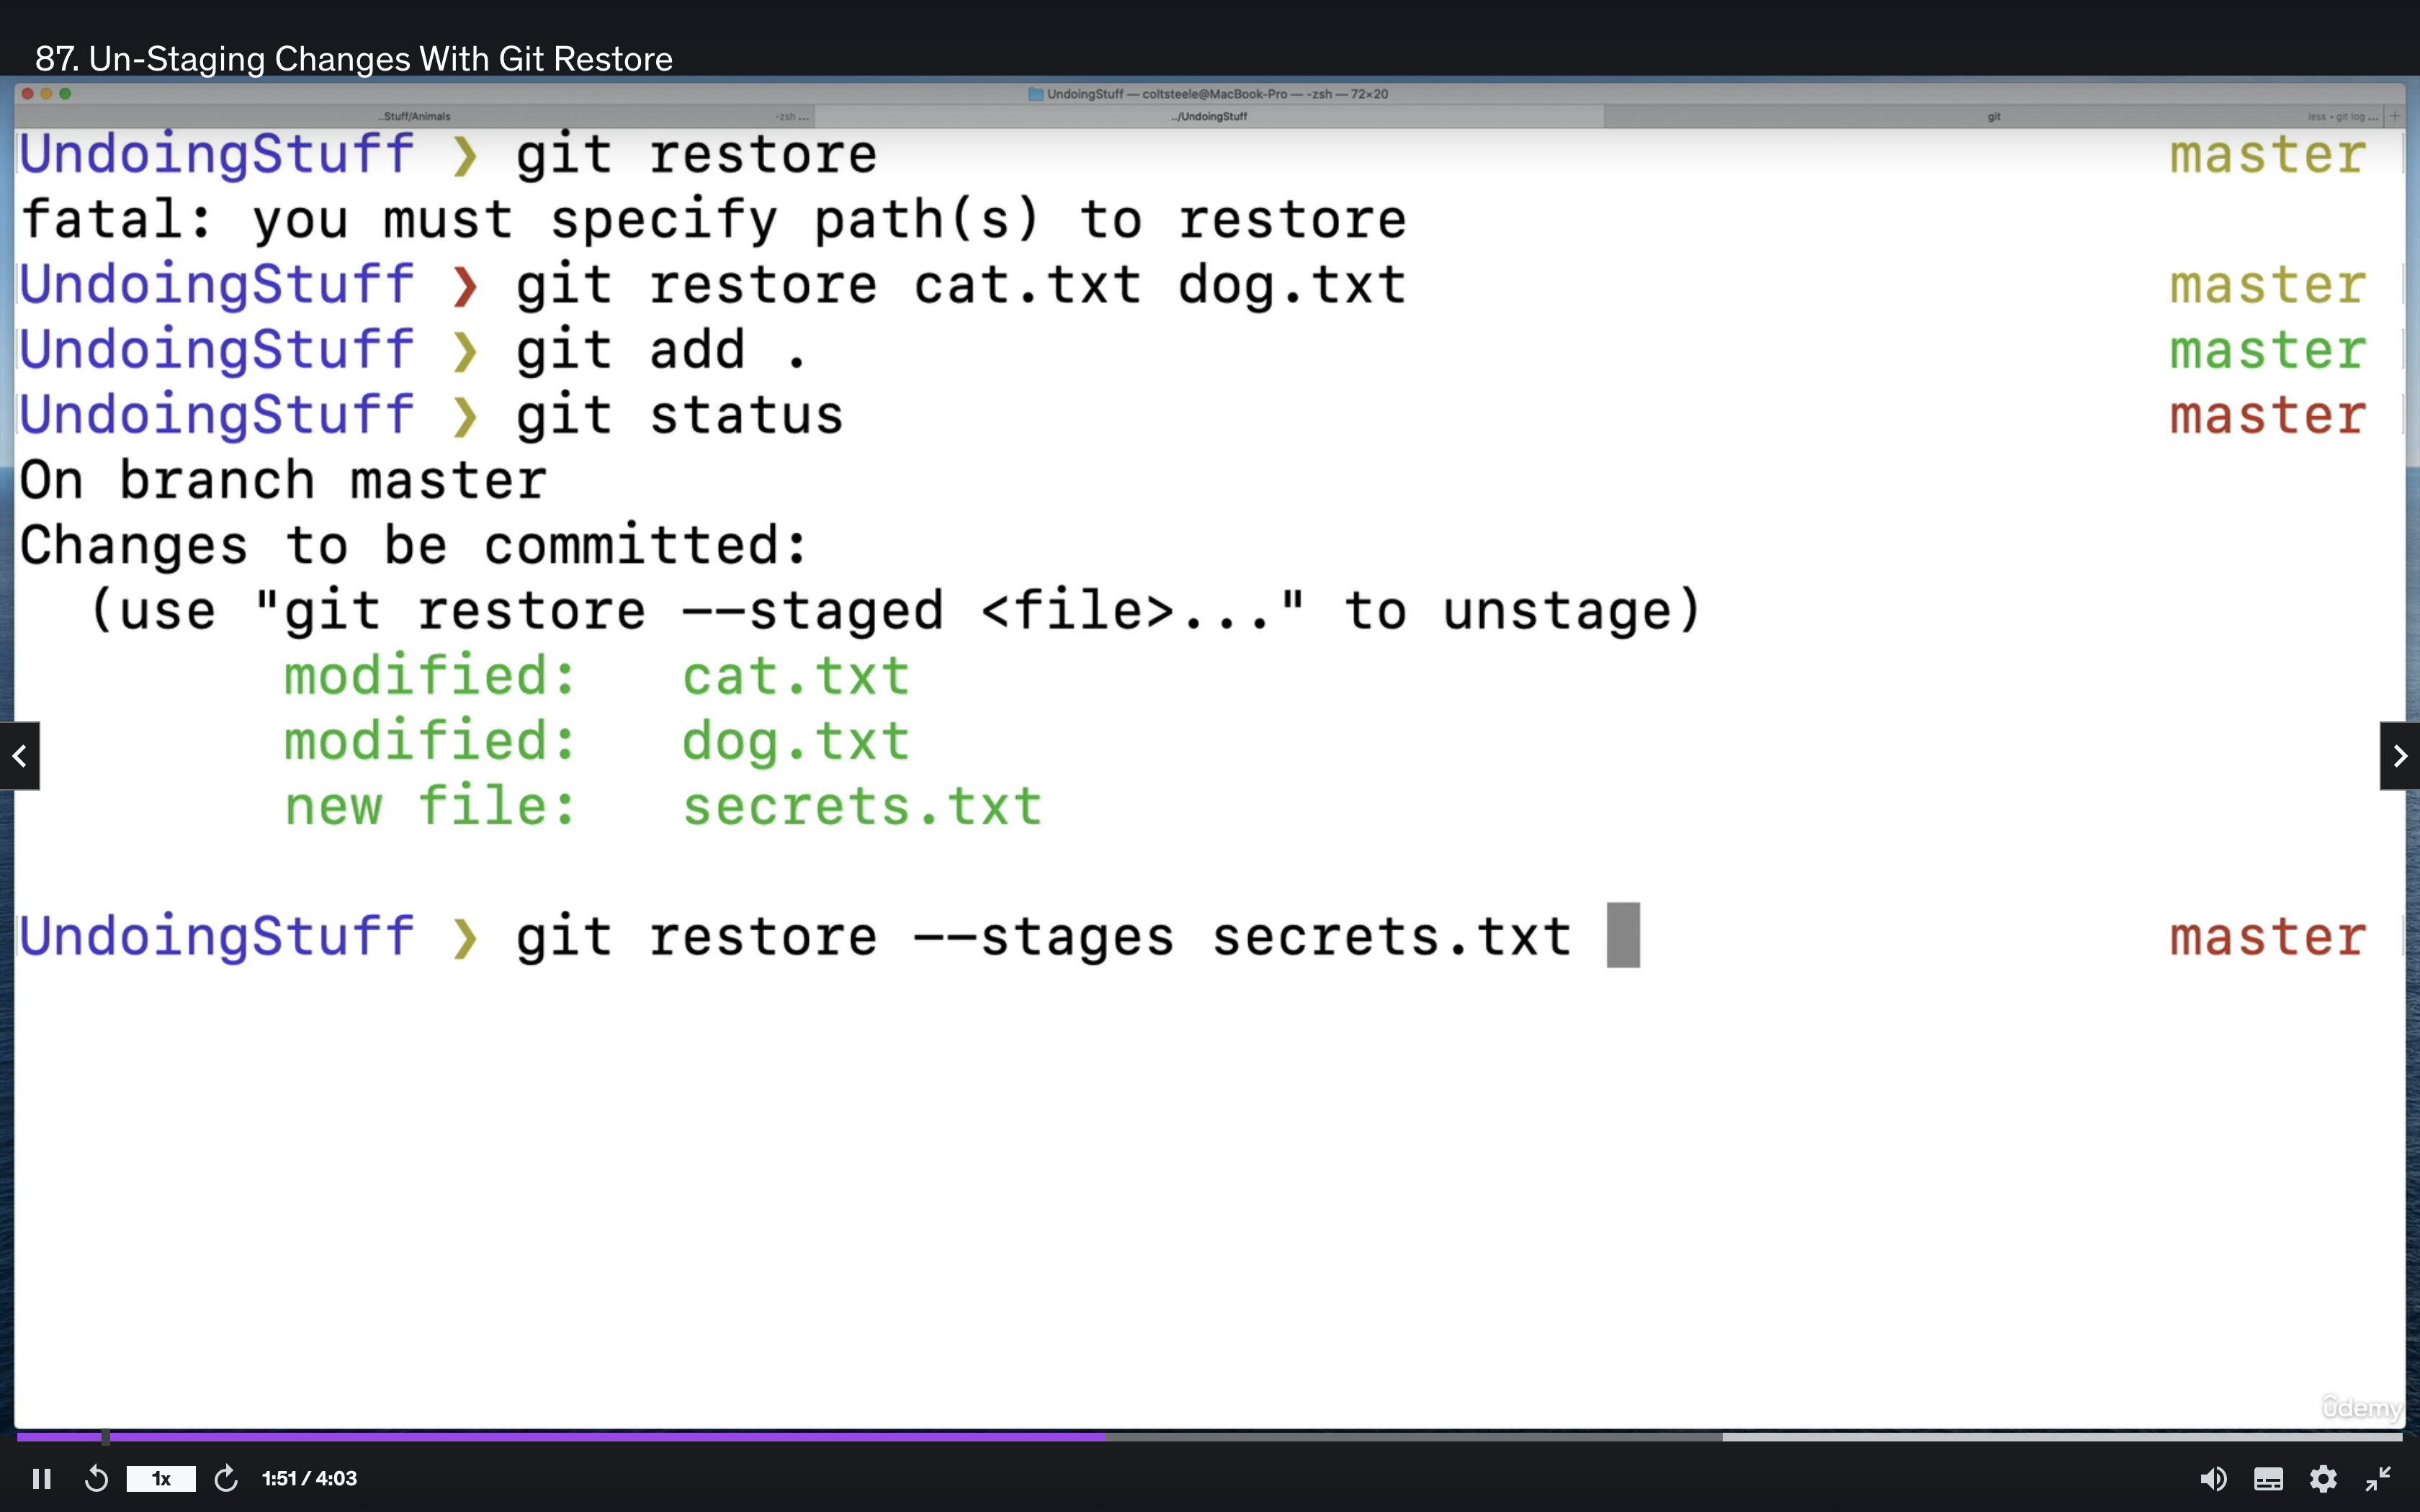 87. Un-Staging Changes With Git Restore
UndoingStuff — coltsteele@MacBook-Pro — -zsh — 72×20
..Stuff/Animals -zsh ... ../UndoingStuff git less • git log ... +
UndoingStuff ❯ git restore master
fatal: you must specify path(s) to restore
UndoingStuff ❯ git restore cat.txt dog.txt master
UndoingStuff ❯ git add . master
UndoingStuff ❯ git status master
On branch master
Changes to be committed:
(use "git restore --staged <file>..." to unstage)
modified: cat.txt
modified: dog.txt
new file: secrets.txt
UndoingStuff ❯ git restore --stages secrets.txt master
ûdemy
1x 1:51 / 4:03